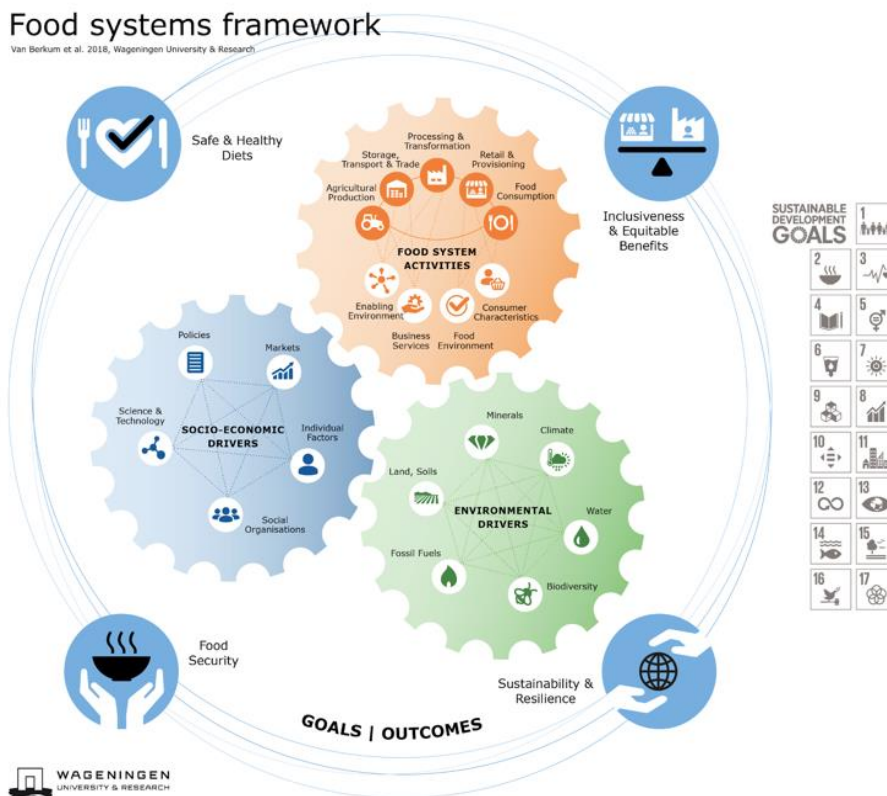 Food systems framework
Van Berkum et al. 2018, Wageningen University & Research
Safe & Healthy
Diets
Inclusiveness
& Equitable
Benefits
Processing &
Transformation
Storage,
Transport & Trade
Retail &
Provisioning
Agricultural
Production
Food
Consumption
FOOD SYSTEM
ACTIVITIES
Enabling
Environment
Business
Services
Food
Environment
Consumer
Characteristics
Policies
Markets
Science &
Technology
SOCIO-ECONOMIC
DRIVERS
Individual
Factors
Social
Organisations
Minerals
Climate
Land, Soils
ENVIRONMENTAL
DRIVERS
Water
Fossil Fuels
Biodiversity
Food
Security
Sustainability &
Resilience
GOALS | OUTCOMES
SUSTAINABLE
DEVELOPMENT
GOALS
1
2
3
4
5
6
7
9
8
10
11
12
13
14
15
16
17
WAGENINGEN
UNIVERSITY & RESEARCH